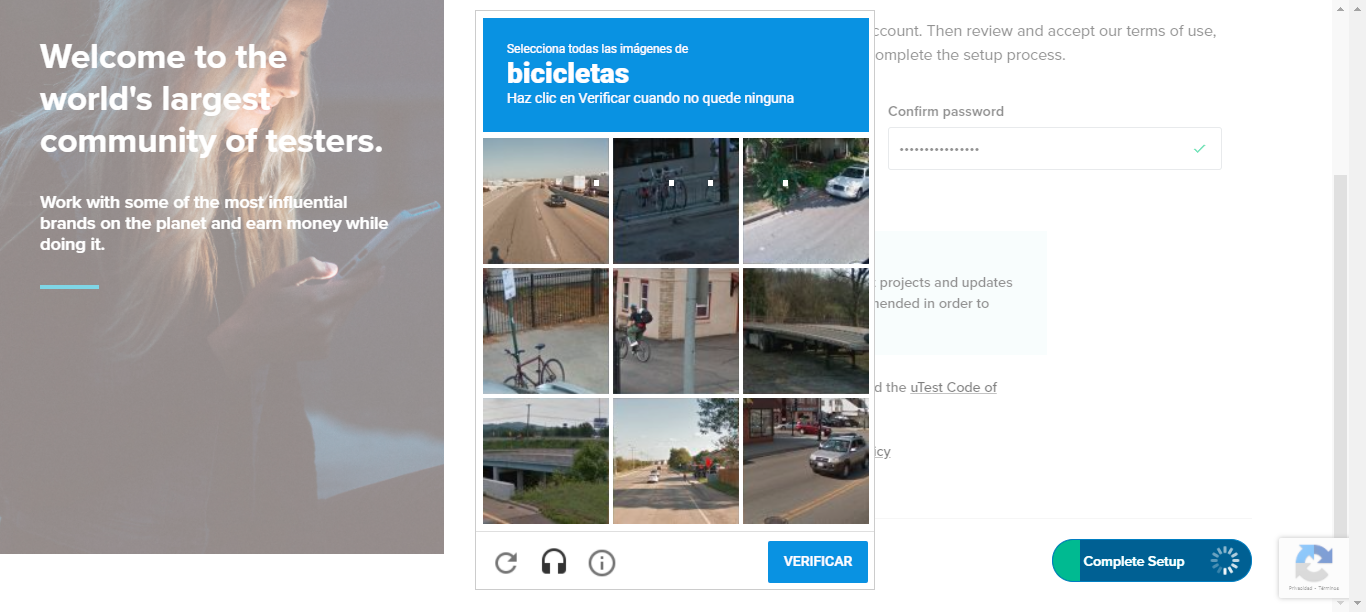 Welcome to the
world's largest
community of testers.
Work with some of the most influential
brands on the planet and earn money while
doing it.
Selecciona todas las imágenes de
bicicletas
Haz clic en Verificar cuando no quede ninguna
VERIFICAR
ccount. Then review and accept our terms of use,
omplete the setup process.
Confirm password
projects and updates
mended in order to
d the uTest Code of
icy
Complete Setup
Privacidad - Términos